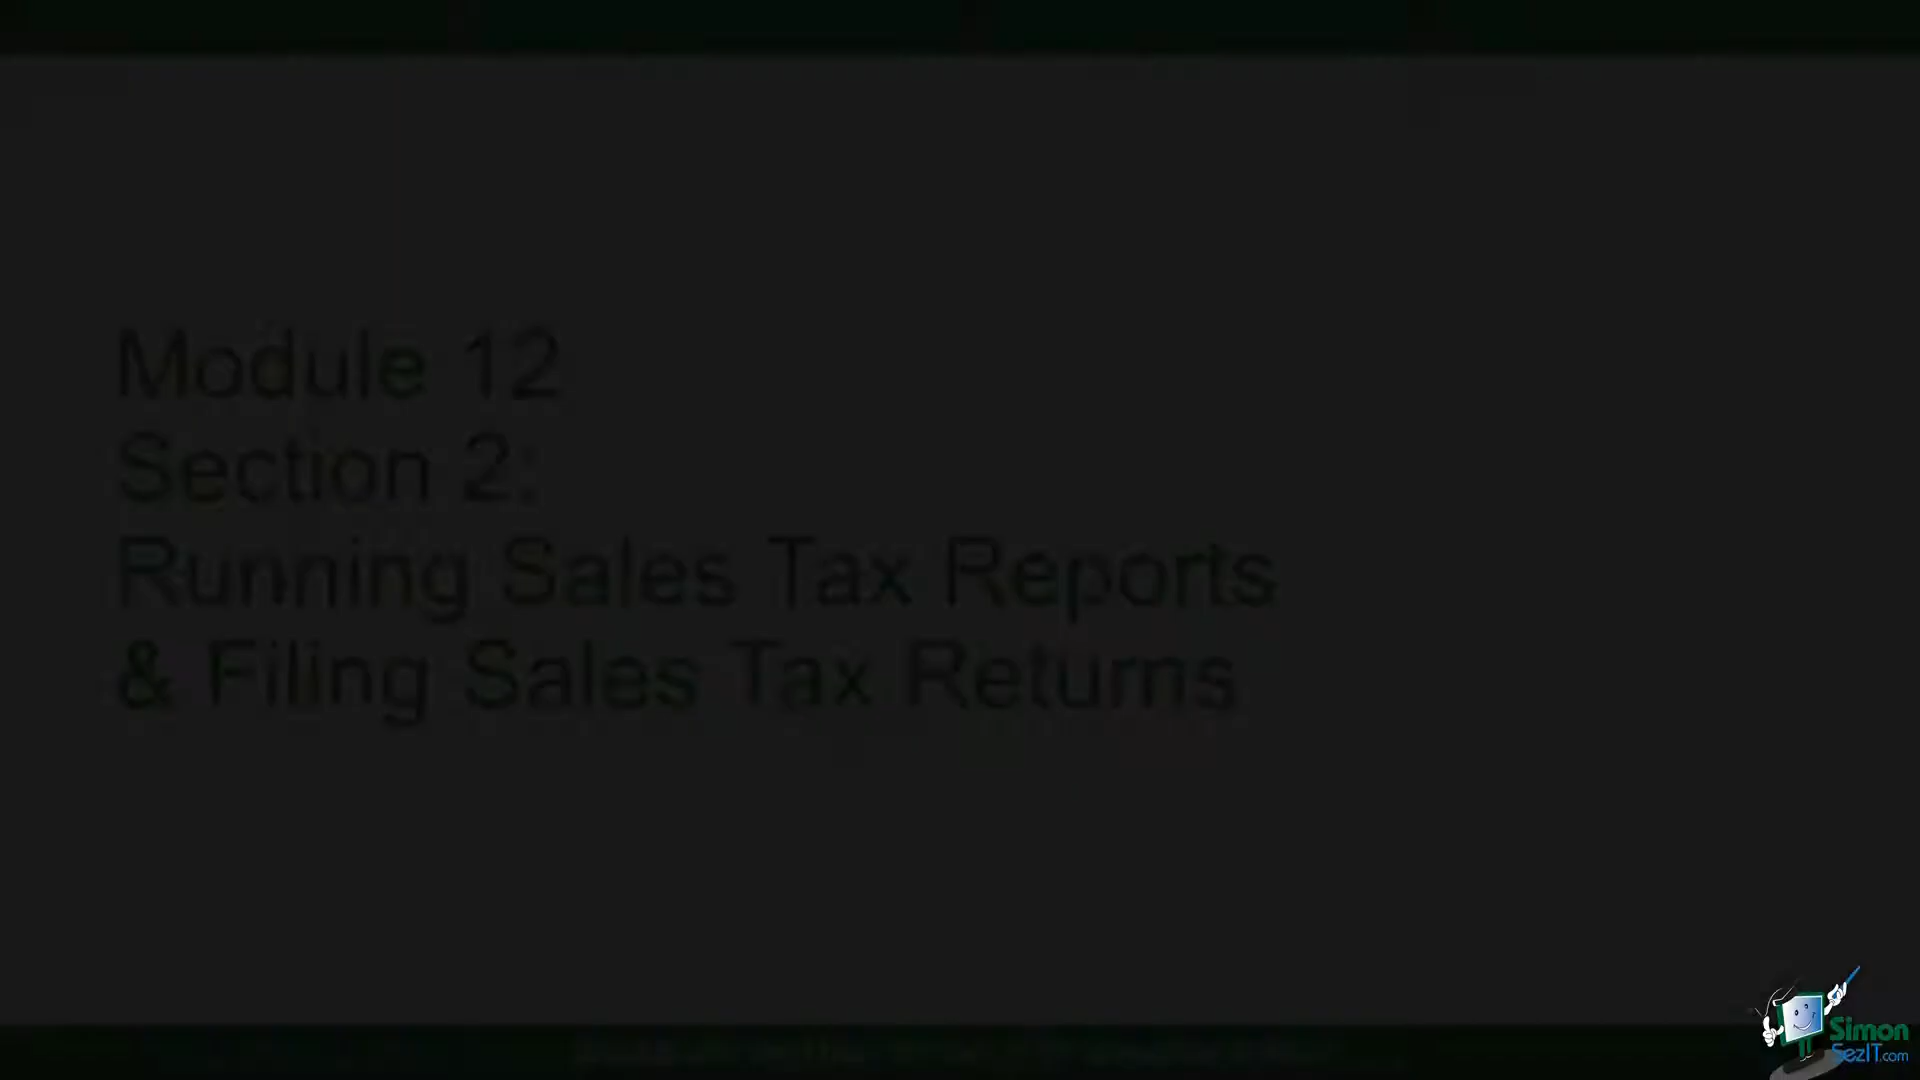 Module 12
Section 2:
Running Sales Tax Reports
& Filing Sales Tax Returns
Simon
SezIT.com